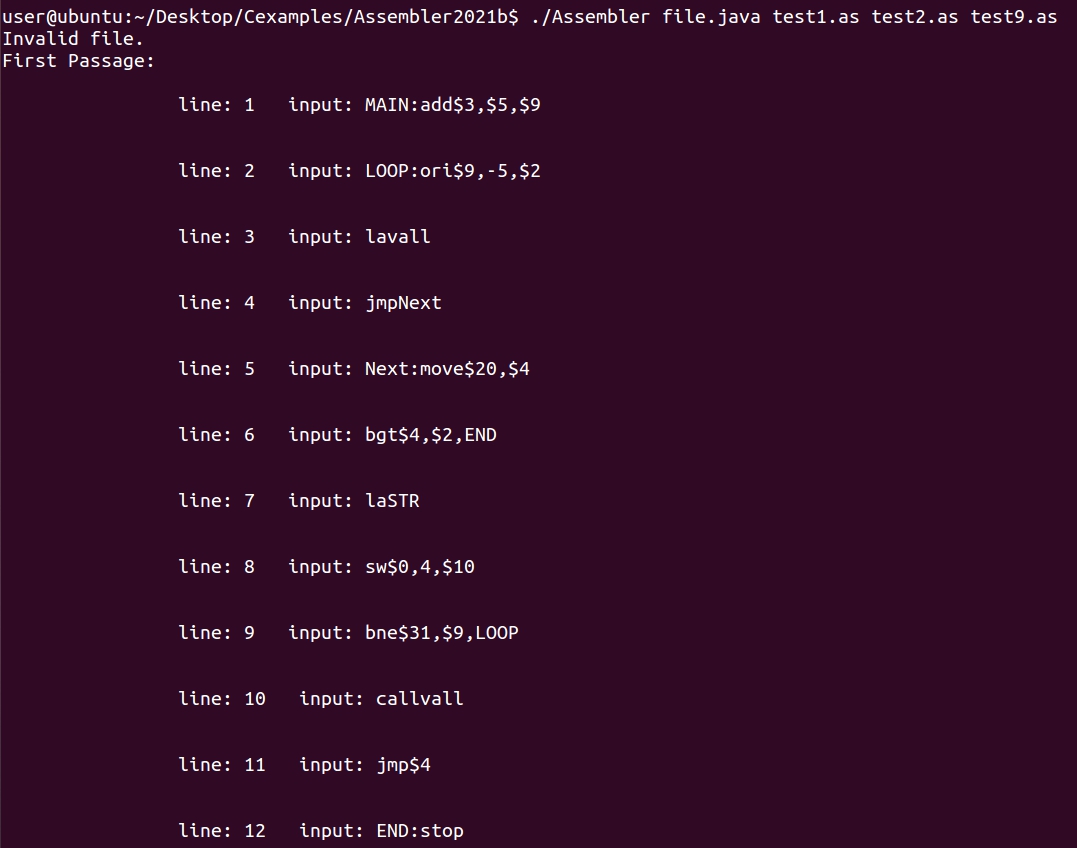 user@ubuntu:~/Desktop/Cexamples/Assembler2021b$ ./Assembler file.java test1.as test2.as test9.as
Invalid file.
First Passage:
line: 1 input: MAIN:add$3,$5,$9
line: 2 input: LOOP:ori$9,-5,$2
line: 3 input: lavall
line: 4 input: jmpNext
line: 5 input: Next:move$20,$4
line: 6 input: bgt$4,$2,END
line: 7 input: laSTR
line: 8 input: sw$0,4,$10
line: 9 input: bne$31,$9,LOOP
line: 10 input: callvall
line: 11 input: jmp$4
line: 12 input: END:stop